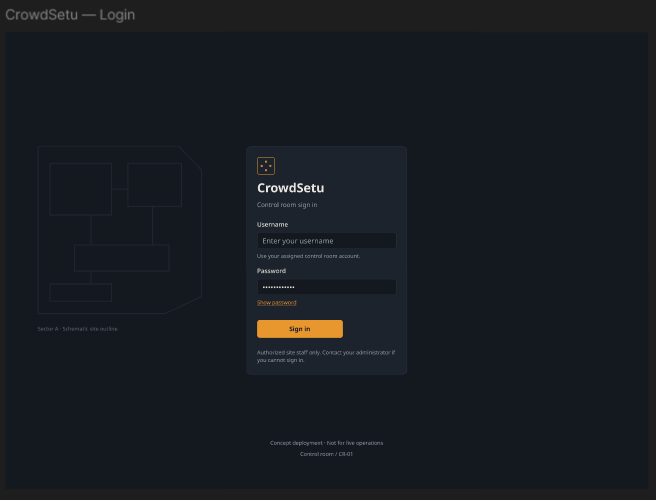 CrowdSetu — Login
CrowdSetu
Control room sign in
Username
Enter your username
Use your assigned control room account.
Password
••••••••••••
Show password
Sign in
Authorized site staff only. Contact your administrator if
you cannot sign in.
Sector A · Schematic site outline
Concept deployment · Not for live operations
Control room / CR-01